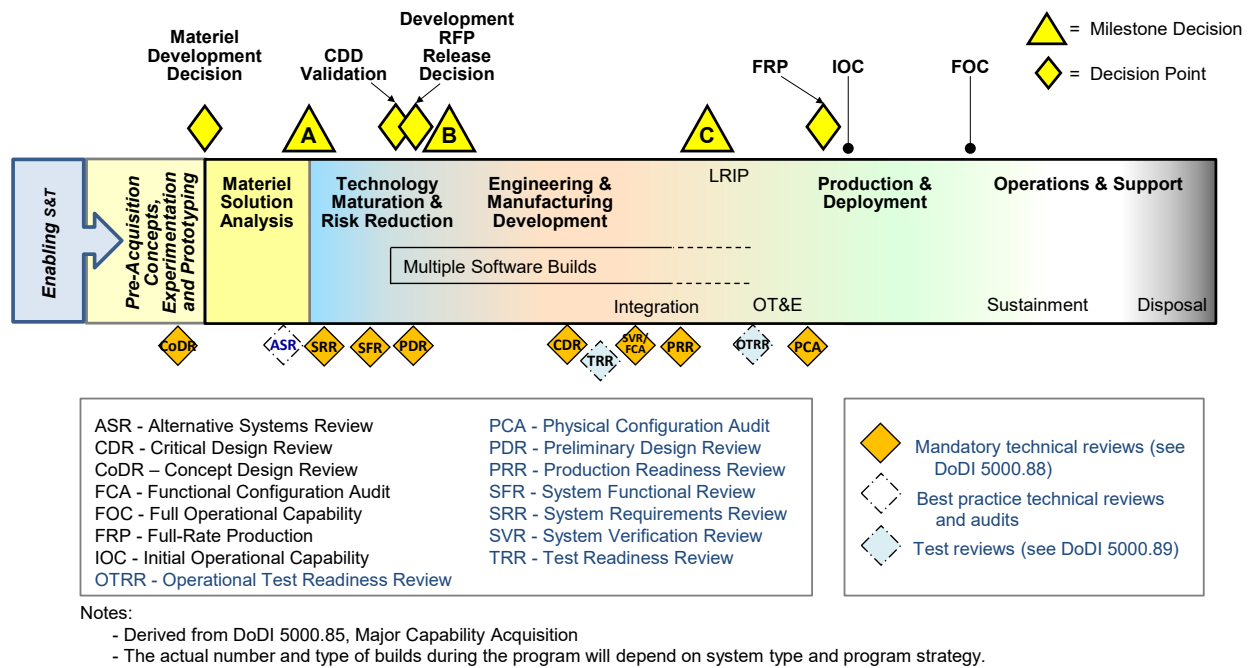 Materiel
Development
Decision
CDD
Validation
Development
RFP
Release
Decision
FRP
IOC
FOC
= Milestone Decision
= Decision Point
A
B
C
Enabling S&T
Pre-Acquisition
Concepts,
Experimentation
and Prototyping
Materiel
Solution
Analysis
Technology
Maturation &
Risk Reduction
Engineering &
Manufacturing
Development
LRIP
Production &
Deployment
Operations & Support
Multiple Software Builds
Integration
OT&E
Sustainment
Disposal
CoDR
ASR
SRR
SFR
PDR
CDR
TRR
SVR/
FCA
PRR
OTRR
PCA
ASR - Alternative Systems Review
CDR - Critical Design Review
CoDR – Concept Design Review
FCA - Functional Configuration Audit
FOC - Full Operational Capability
FRP - Full-Rate Production
IOC - Initial Operational Capability
OTRR - Operational Test Readiness Review
PCA - Physical Configuration Audit
PDR - Preliminary Design Review
PRR - Production Readiness Review
SFR - System Functional Review
SRR - System Requirements Review
SVR - System Verification Review
TRR - Test Readiness Review
Mandatory technical reviews (see
DoDI 5000.88)
Best practice technical reviews
and audits
Test reviews (see DoDI 5000.89)
Notes:
- Derived from DoDI 5000.85, Major Capability Acquisition
- The actual number and type of builds during the program will depend on system type and program strategy.